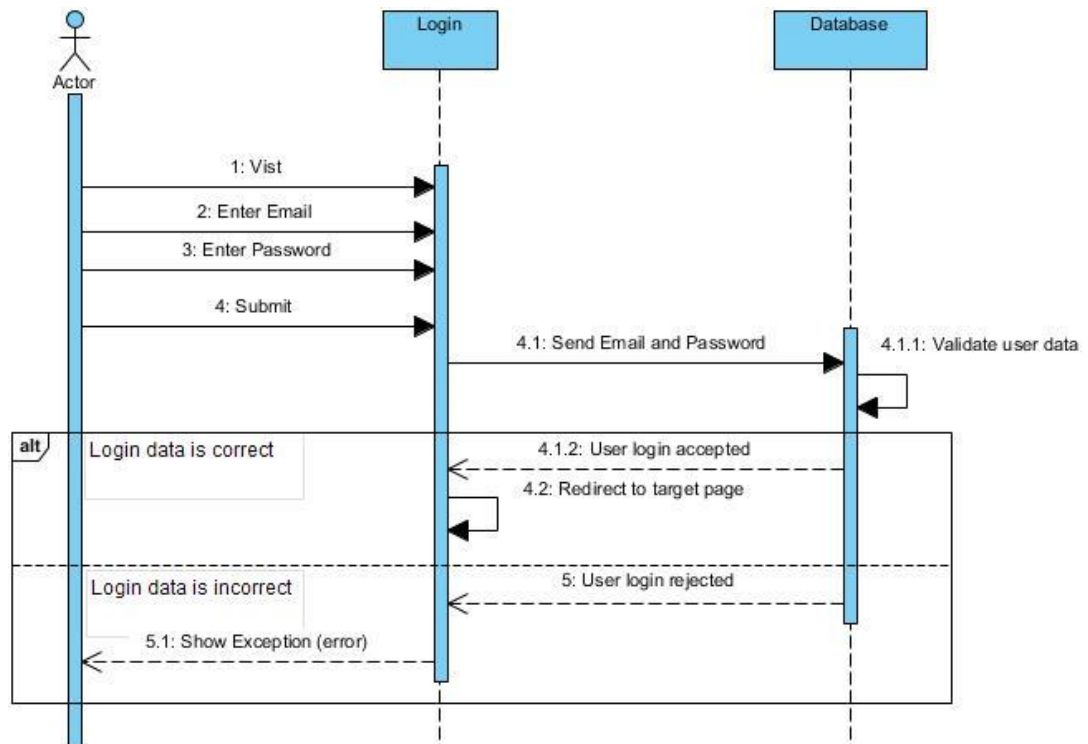 Login
Database
Actor
1: Vist
2: Enter Email
3: Enter Password
4: Submit
4.1: Send Email and Password
4.1.1: Validate user data
alt
Login data is correct
4.1.2: User login accepted
4.2: Redirect to target page
Login data is incorrect
5: User login rejected
5.1: Show Exception (error)